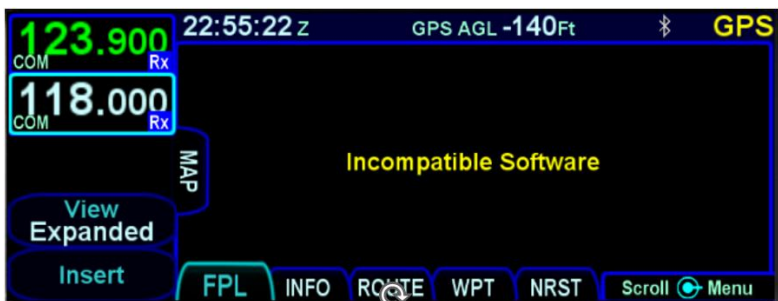 123.900 22:55:22 Z GPS AGL -140Ft GPS
COM Rx
118.000
COM Rx
MAP
Incompatible Software
View
Expanded
Insert FPL INFO ROUTE WPT NRST Scroll Menu